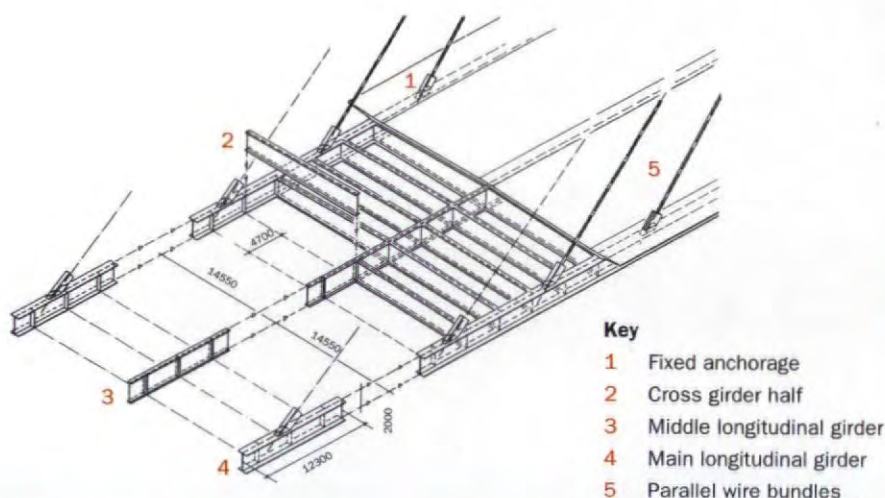 1
2
5
4700
14550
14550
3
2000
4
12300
Key
1 Fixed anchorage
2 Cross girder half
3 Middle longitudinal girder
4 Main longitudinal girder
5 Parallel wire bundles